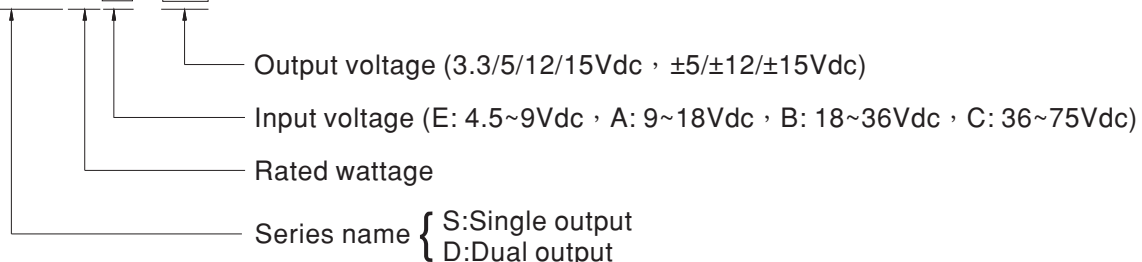 Output voltage (3.3/5/12/15Vdc，±5/±12/±15Vdc)
Input voltage (E: 4.5~9Vdc，A: 9~18Vdc，B: 18~36Vdc，C: 36~75Vdc)
Rated wattage
Series name { S:Single output
D:Dual output